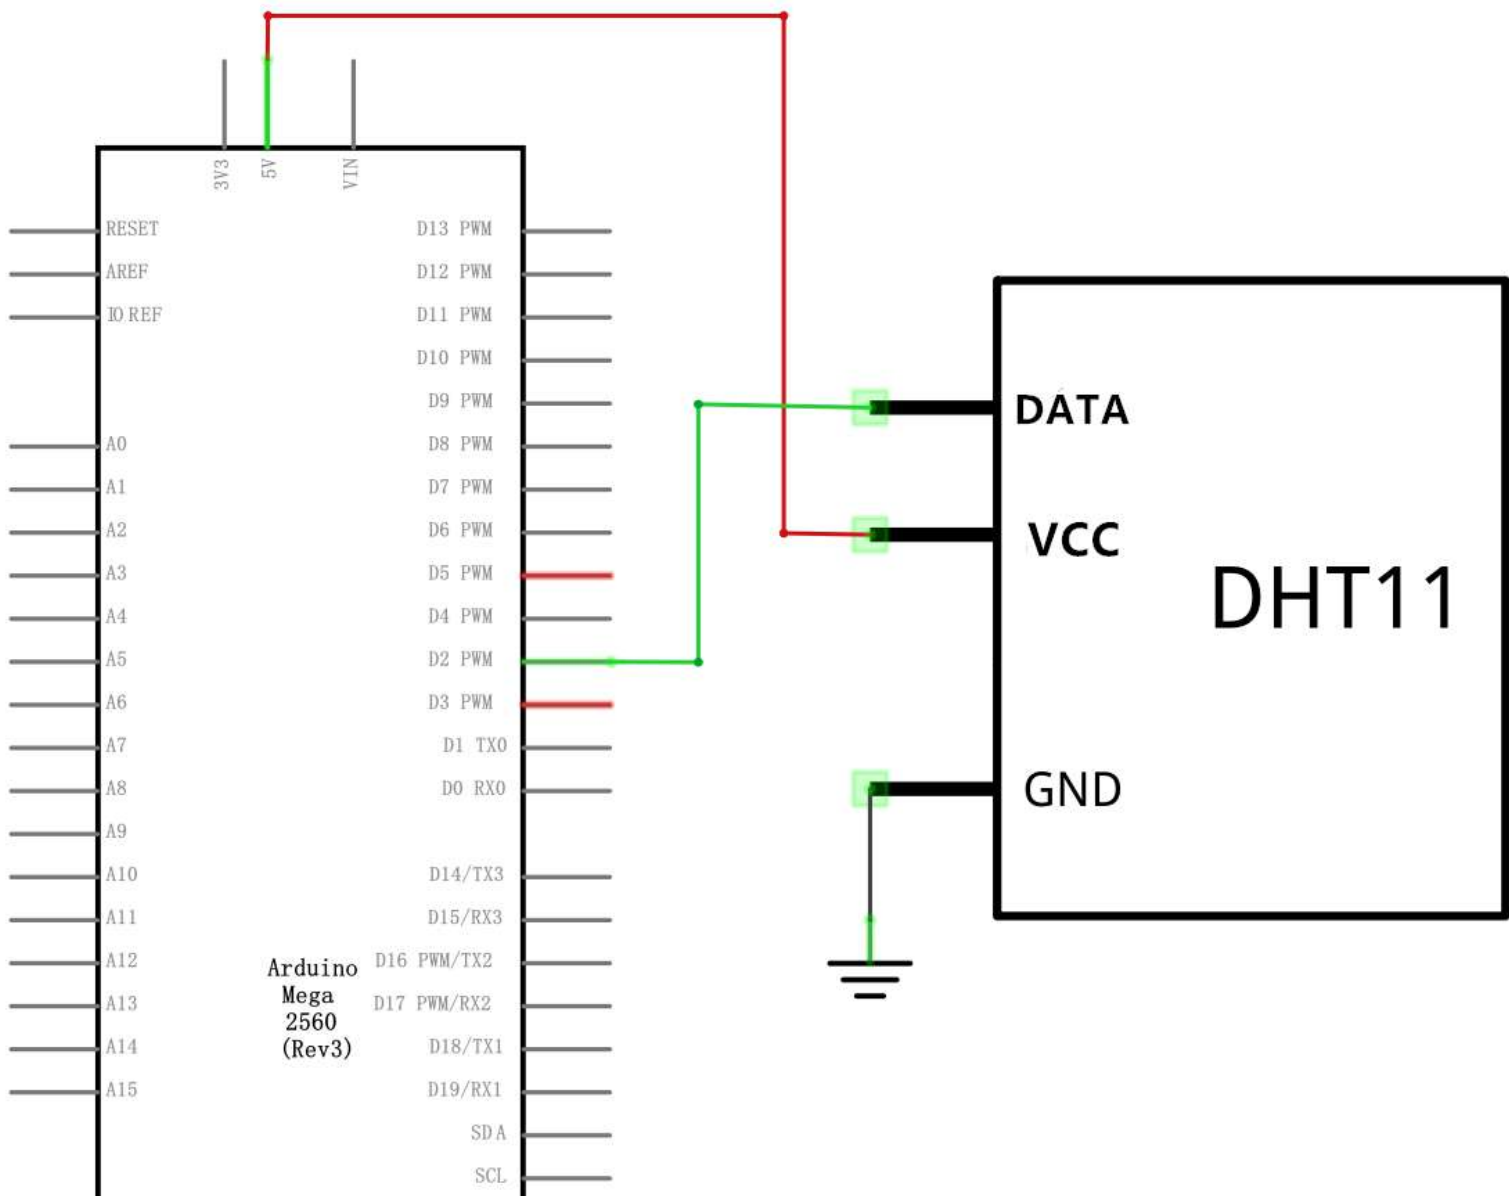 3V3
5V
VIN
RESET
AREF
IO REF
A0
A1
A2
A3
A4
A5
A6
A7
A8
A9
A10
A11
A12
A13
A14
A15
D13 PWM
D12 PWM
D11 PWM
D10 PWM
D9 PWM
D8 PWM
D7 PWM
D6 PWM
D5 PWM
D4 PWM
D2 PWM
D3 PWM
D1 TX0
D0 RX0
D14/TX3
D15/RX3
D16 PWM/TX2
D17 PWM/RX2
D18/TX1
D19/RX1
SDA
SCL
Arduino
Mega
2560
(Rev3)
DATA
VCC
DHT11
GND